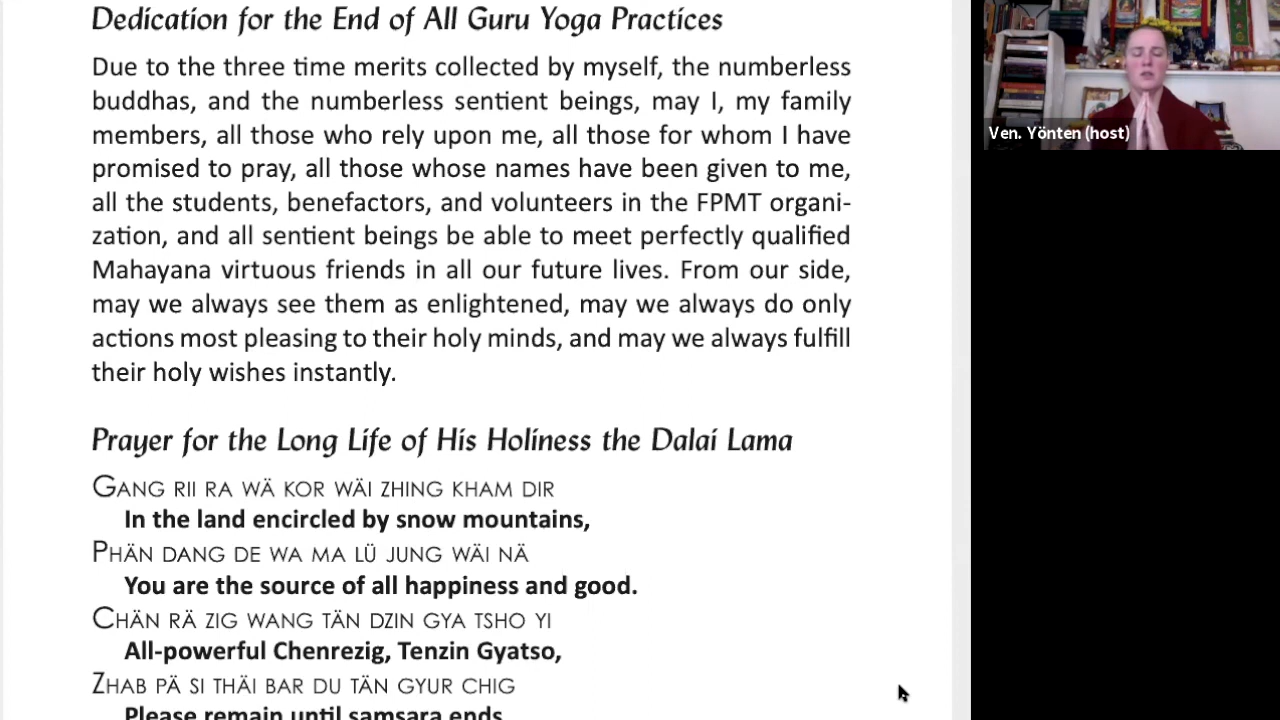 Dedication for the End of All Guru Yoga Practices
Due to the three time merits collected by myself, the numberless
buddhas, and the numberless sentient beings, may I, my family
members, all those who rely upon me, all those for whom I have
promised to pray, all those whose names have been given to me,
all the students, benefactors, and volunteers in the FPMT organi-
zation, and all sentient beings be able to meet perfectly qualified
Mahayana virtuous friends in all our future lives. From our side,
may we always see them as enlightened, may we always do only
actions most pleasing to their holy minds, and may we always fulfill
their holy wishes instantly.
Prayer for the Long Life of His Holiness the Dalai Lama
GANG RII RA WÄ KOR WÄI ZHING KHAM DIR
In the land encircled by snow mountains,
PHÄN DANG DE WA MA LÜ JUNG WÄI NÄ
You are the source of all happiness and good.
CHÄN RÄ ZIG WANG TÄN DZIN GYA TSHO YI
All-powerful Chenrezig, Tenzin Gyatso,
ZHAB PÄ SI THÄI BAR DU TÄN GYUR CHIG
Please remain until samsara ends
Ven. Yönten (host)